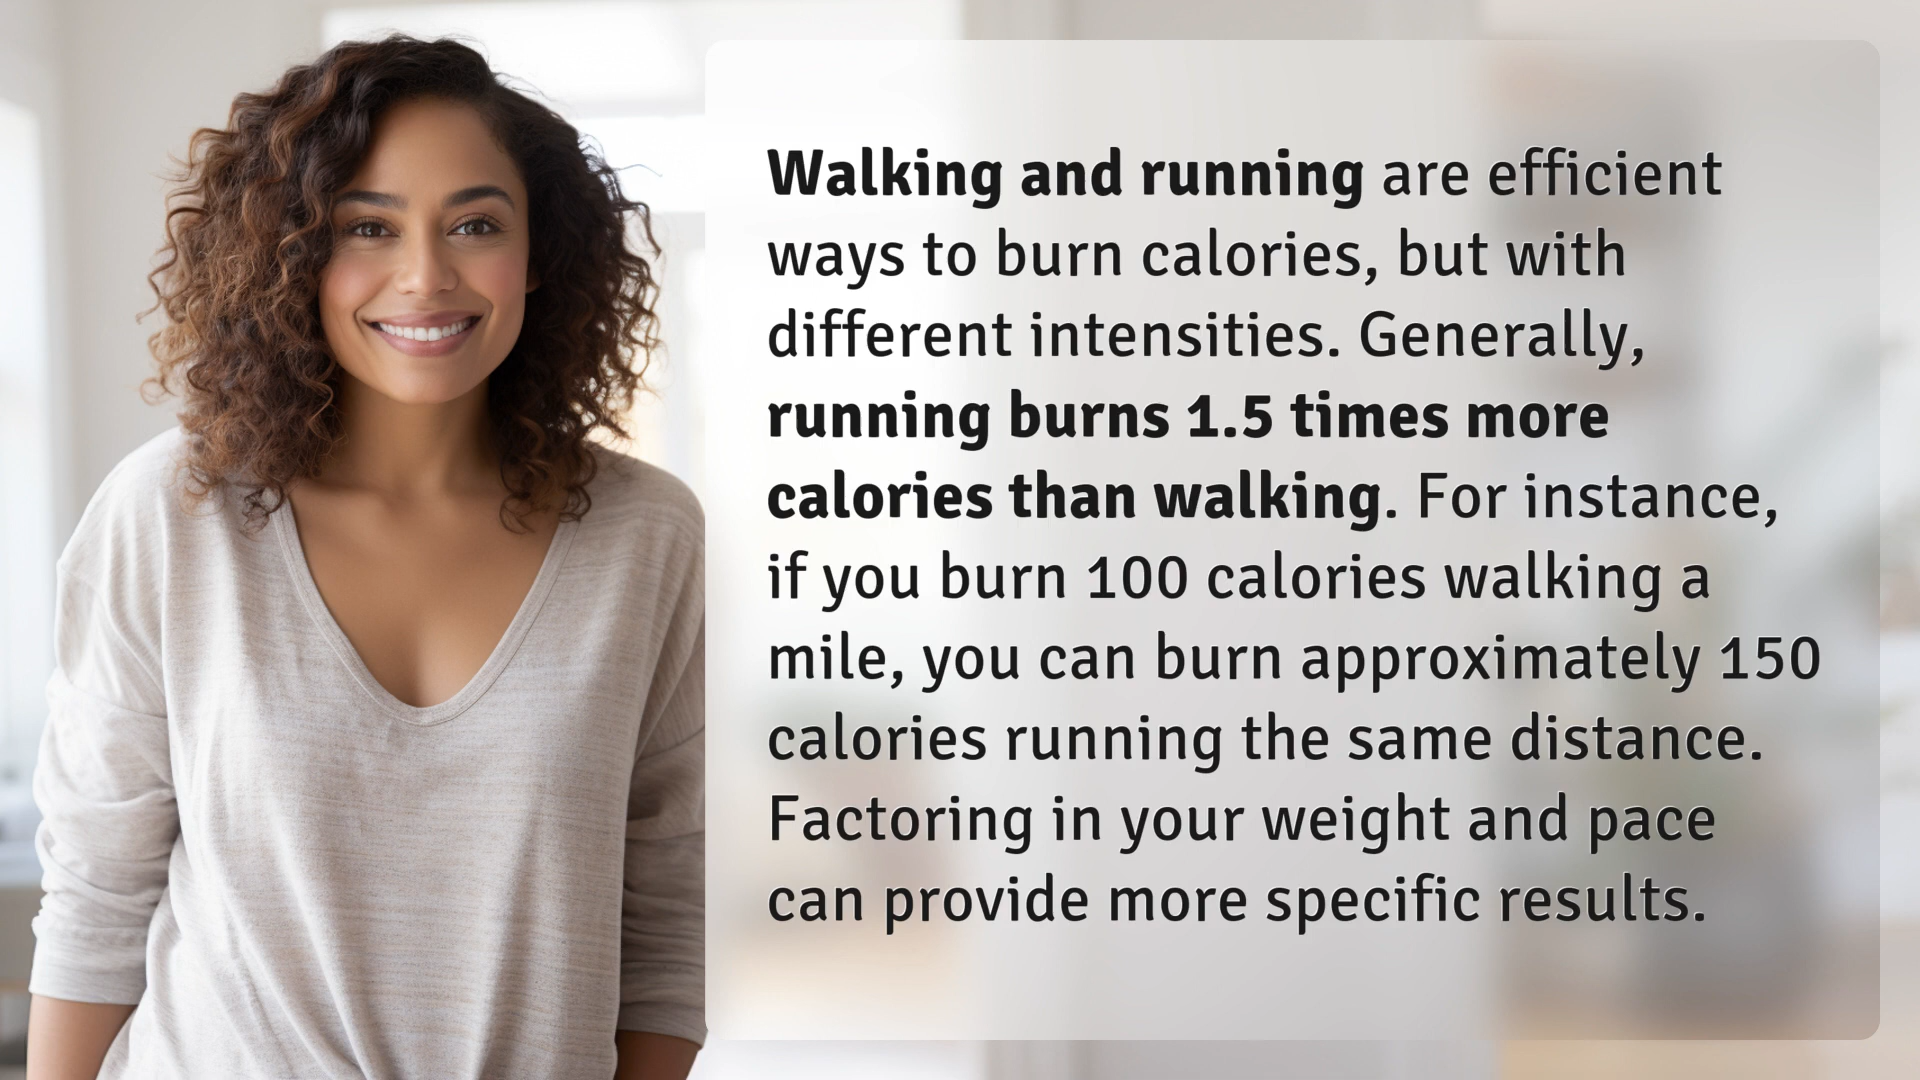 Walking and running are efficient
ways to burn calories, but with
different intensities. Generally,
running burns 1.5 times more
calories than walking. For instance,
if you burn 100 calories walking a
mile, you can burn approximately 150
calories running the same distance.
Factoring in your weight and pace
can provide more specific results.